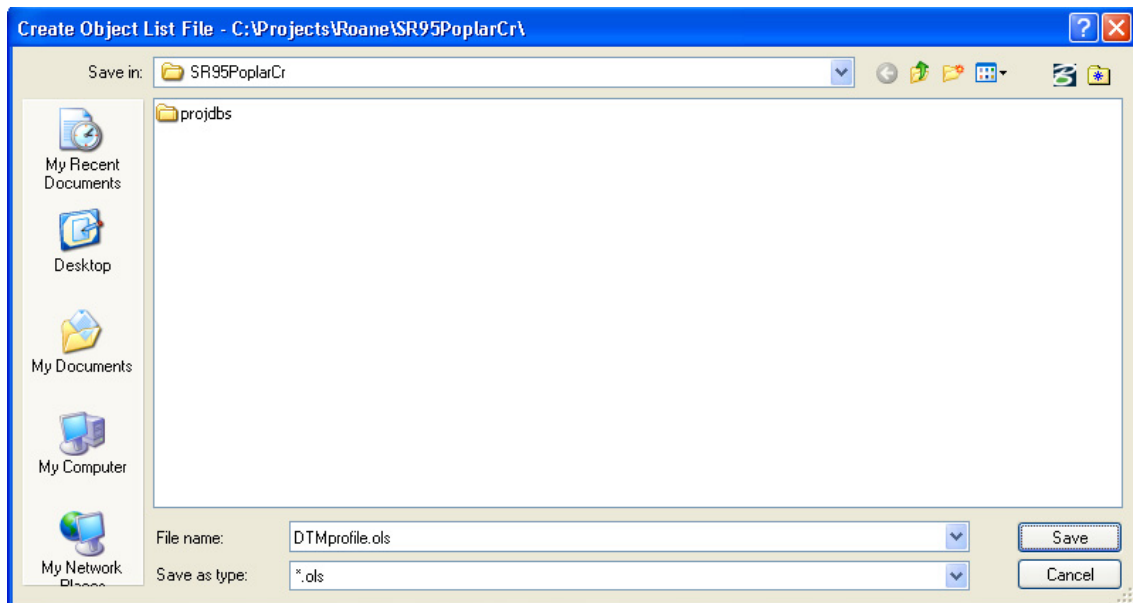 Create Object List File - C:\Projects\Roane\SR95PoplarCr\
Save in: SR95PoplarCr
projdbs
My Recent
Documents
Desktop
My Documents
My Computer
My Network
Places
File name: DTMprofile.ols Save
Save as type: *.ols Cancel